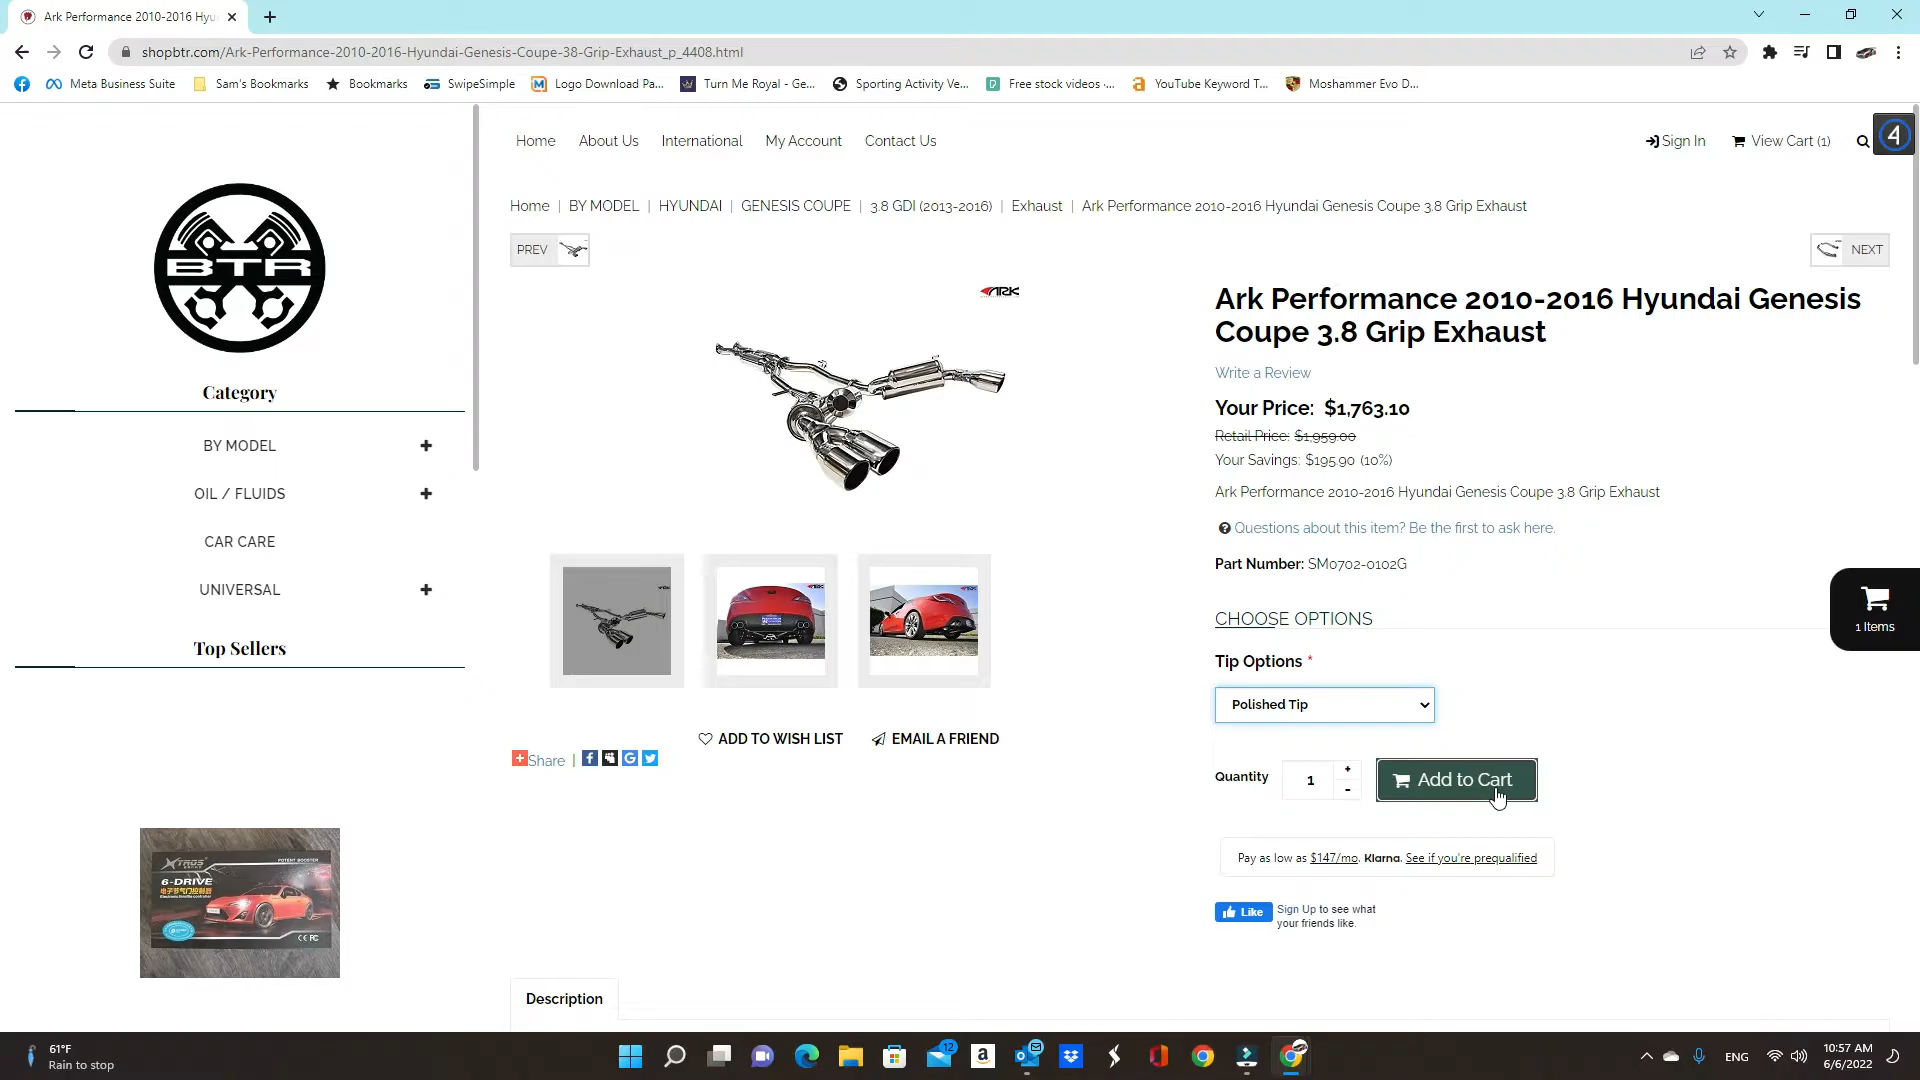 Ark Performance 2010-2016 Hyu
shopbtr.com/Ark-Performance-2010-2016-Hyundai-Genesis-Coupe-38-Grip-Exhaust_p_4408.html
Meta Business Suite
Sam's Bookmarks
Bookmarks
SwipeSimple
Logo Download Pa...
Turn Me Royal - Ge...
Sporting Activity Ve...
Free stock videos -...
YouTube Keyword T...
Moshammer Evo D...
Home
About Us
International
My Account
Contact Us
Sign In
View Cart (1)
4
Home | BY MODEL | HYUNDAI | GENESIS COUPE | 3.8 GDI (2013-2016) | Exhaust | Ark Performance 2010-2016 Hyundai Genesis Coupe 3.8 Grip Exhaust
PREV
NEXT
BTR
Category
BY MODEL
OIL / FLUIDS
CAR CARE
UNIVERSAL
Top Sellers
6-DRIVE
POTENT BOOSTER
ARK
ADD TO WISH LIST
EMAIL A FRIEND
Share |
Ark Performance 2010-2016 Hyundai Genesis
Coupe 3.8 Grip Exhaust
Write a Review
Your Price: $1,763.10
Retail Price: $1,959.00
Your Savings: $195.90 (10%)
Ark Performance 2010-2016 Hyundai Genesis Coupe 3.8 Grip Exhaust
Questions about this item? Be the first to ask here.
Part Number: SM0702-0102G
CHOOSE OPTIONS
Tip Options *
Polished Tip
Quantity
1
+
-
Add to Cart
Pay as low as $147/mo. Klarna. See if you're prequalified
Like
Sign Up to see what
your friends like.
1 Items
Description
61°F
Rain to stop
12
ENG
10:57 AM
6/6/2022